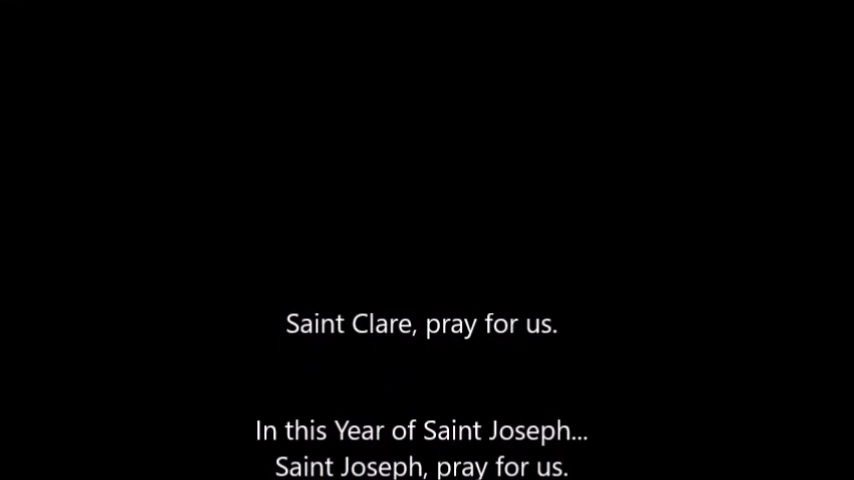 Saint Clare, pray for us.
In this Year of Saint Joseph...
Saint Joseph, pray for us.